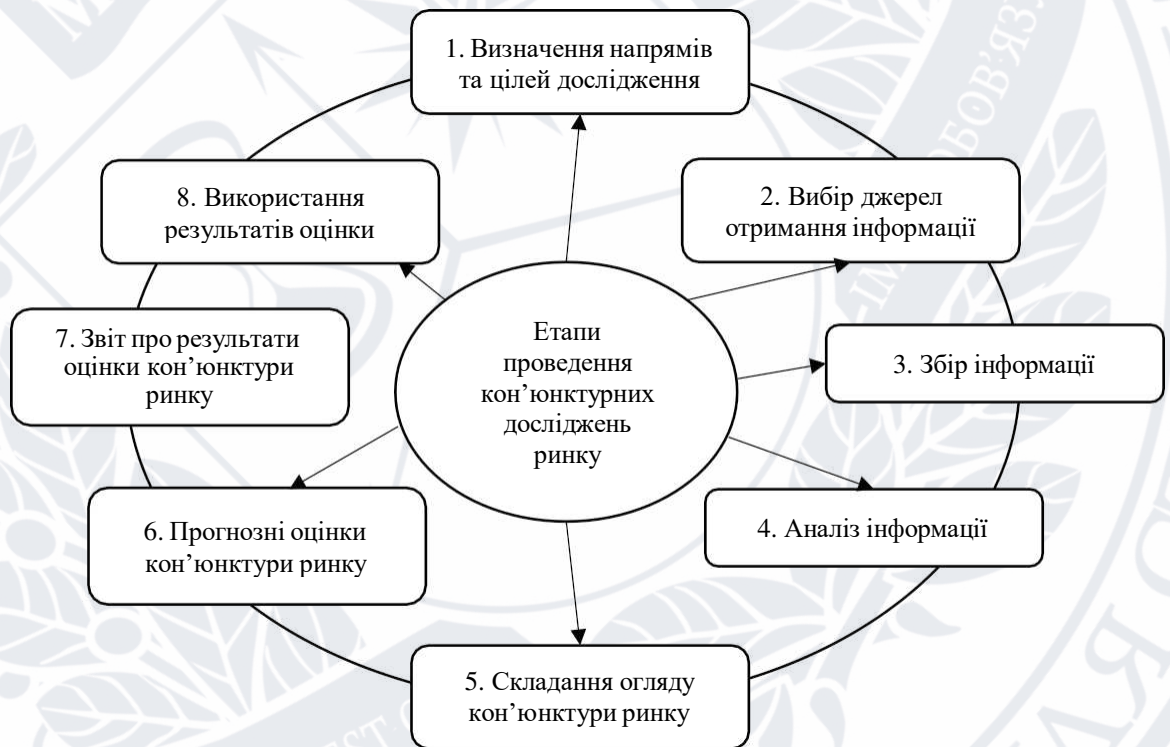 1. Визначення напрямів
та цілей дослідження
2. Вибір джерел
отримання інформації
3. Збір інформації
4. Аналіз інформації
5. Складання огляду
кон’юнктури ринку
6. Прогнозні оцінки
кон’юнктури ринку
7. Звіт про результати
оцінки кон’юнктури
ринку
8. Використання
результатів оцінки
Етапи
проведення
кон’юнктурних
досліджень
ринку